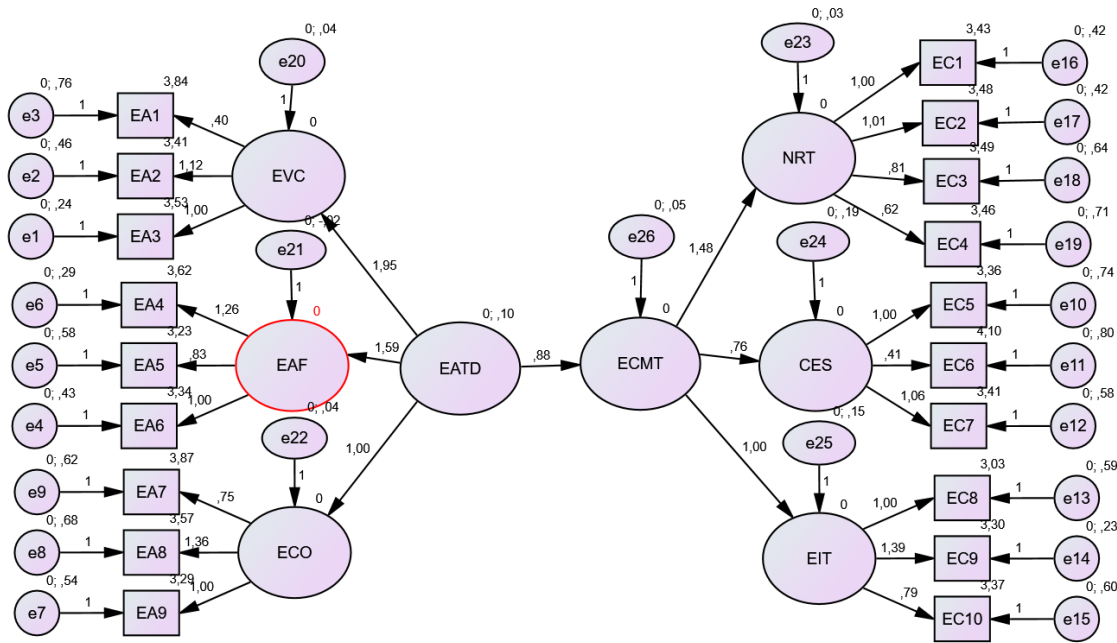 0; ,04
e20
1
0
EVC
0; ,76
e3
1
3,84
EA1
,40
0; ,46
e2
1
3,41
EA2
1,12
0; ,24
e1
1
3,53
EA3
1,00
0; -,02
e21
1
0
EAF
1,95
0; ,29
e6
1
3,62
EA4
1,26
0; ,58
e5
1
3,23
EA5
,83
0; ,43
e4
1
3,34
EA6
1,00
1,59
0; ,10
EATD
0; ,04
e22
1
0
ECO
1,00
0; ,62
e9
1
3,87
EA7
,75
0; ,68
e8
1
3,57
EA8
1,36
0; ,54
e7
1
3,29
EA9
1,00
,88
0; ,05
e26
1
0
ECMT
1,48
,76
1,00
0; ,03
e23
1
0
NRT
1,00
3,43
EC1
1
0; ,42
e16
1,01
3,48
EC2
1
0; ,42
e17
,81
3,49
EC3
1
0; ,64
e18
,62
3,46
EC4
1
0; ,71
e19
0; ,19
e24
1
0
CES
1,00
3,36
EC5
1
0; ,74
e10
,41
4,10
EC6
1
0; ,80
e11
1,06
3,41
EC7
1
0; ,58
e12
0; ,15
e25
1
0
EIT
1,00
3,03
EC8
1
0; ,59
e13
1,39
3,30
EC9
1
0; ,23
e14
,79
3,37
EC10
1
0; ,60
e15